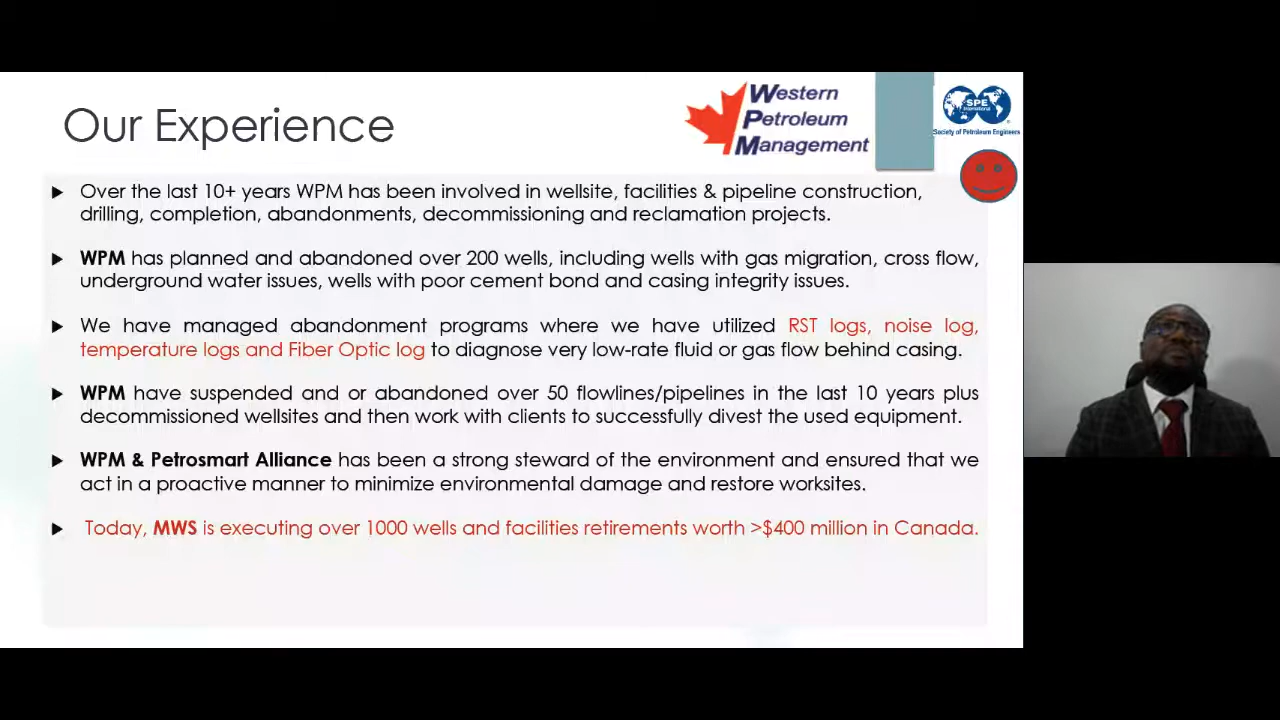 Our Experience
Western
Petroleum
Management
SPE
International
Society of Petroleum Engineers
Over the last 10+ years WPM has been involved in wellsite, facilities & pipeline construction,
drilling, completion, abandonments, decommissioning and reclamation projects.
WPM has planned and abandoned over 200 wells, including wells with gas migration, cross flow,
underground water issues, wells with poor cement bond and casing integrity issues.
We have managed abandonment programs where we have utilized RST logs, noise log,
temperature logs and Fiber Optic log to diagnose very low-rate fluid or gas flow behind casing.
WPM have suspended and or abandoned over 50 flowlines/pipelines in the last 10 years plus
decommissioned wellsites and then work with clients to successfully divest the used equipment.
WPM & Petrosmart Alliance has been a strong steward of the environment and ensured that we
act in a proactive manner to minimize environmental damage and restore worksites.
Today, MWS is executing over 1000 wells and facilities retirements worth >$400 million in Canada.